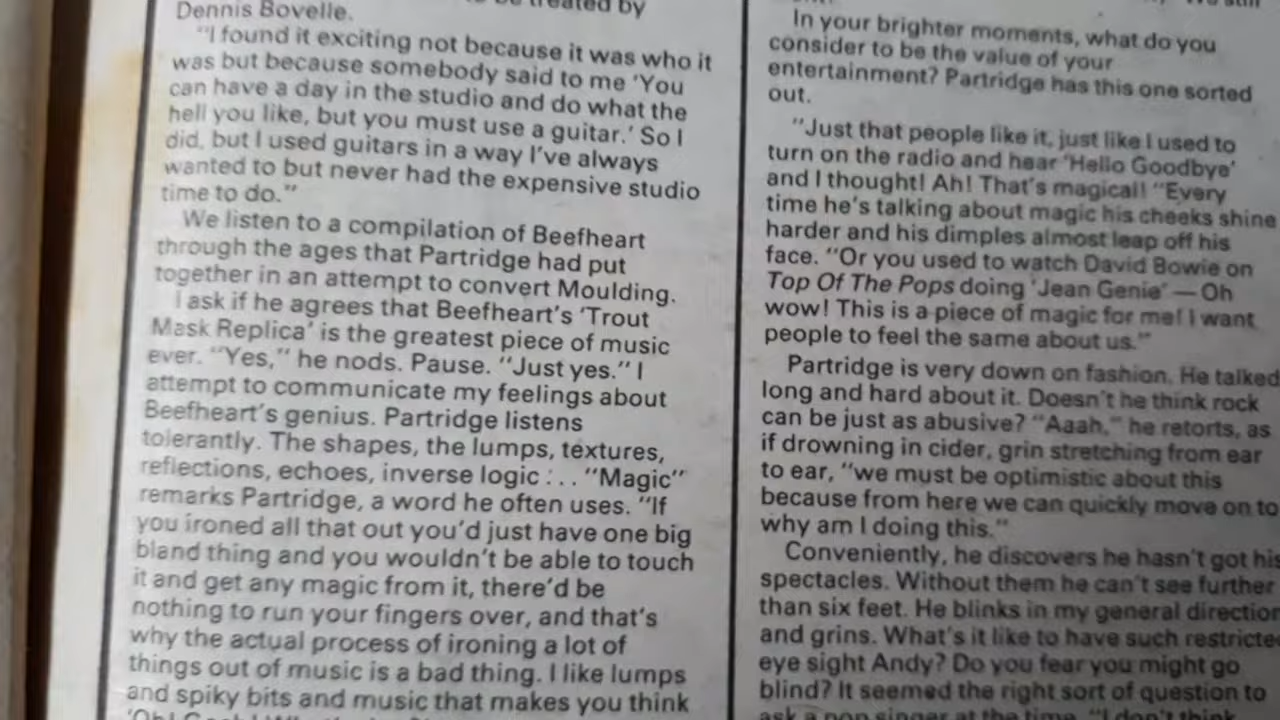 treated by
Dennis Bovelle.
"I found it exciting not because it was who it
was but because somebody said to me 'You
can have a day in the studio and do what the
hell you like, but you must use a guitar.' So I
did, but I used guitars in a way I've always
wanted to but never had the expensive studio
time to do."
We listen to a compilation of Beefheart
through the ages that Partridge had put
together in an attempt to convert Moulding.
I ask if he agrees that Beefheart's 'Trout
Mask Replica' is the greatest piece of music
ever. "Yes," he nods. Pause. "Just yes." I
attempt to communicate my feelings about
Beefheart's genius. Partridge listens
tolerantly. The shapes, the lumps, textures,
reflections, echoes, inverse logic . . . "Magic"
remarks Partridge, a word he often uses. "If
you ironed all that out you'd just have one big
bland thing and you wouldn't be able to touch
it and get any magic from it, there'd be
nothing to run your fingers over, and that's
why the actual process of ironing a lot of
things out of music is a bad thing. I like lumps
and spiky bits and music that makes you think
In your brighter moments, what do you
consider to be the value of your
entertainment? Partridge has this one sorted
out.
"Just that people like it, just like I used to
turn on the radio and hear 'Hello Goodbye'
and I thought! Ah! That's magical! "Every
time he's talking about magic his cheeks shine
harder and his dimples almost leap off his
face. "Or you used to watch David Bowie on
Top Of The Pops doing 'Jean Genie' — Oh
wow! This is a piece of magic for me! I want
people to feel the same about us."
Partridge is very down on fashion. He talked
long and hard about it. Doesn't he think rock
can be just as abusive? "Aaah," he retorts, as
if drowning in cider, grin stretching from ear
to ear, "we must be optimistic about this
because from here we can quickly move on to
why am I doing this."
Conveniently, he discovers he hasn't got his
spectacles. Without them he can't see further
than six feet. He blinks in my general direction
and grins. What's it like to have such restricted
eye sight Andy? Do you fear you might go
blind? It seemed the right sort of question to
ask a pop singer at the time. "I don't think